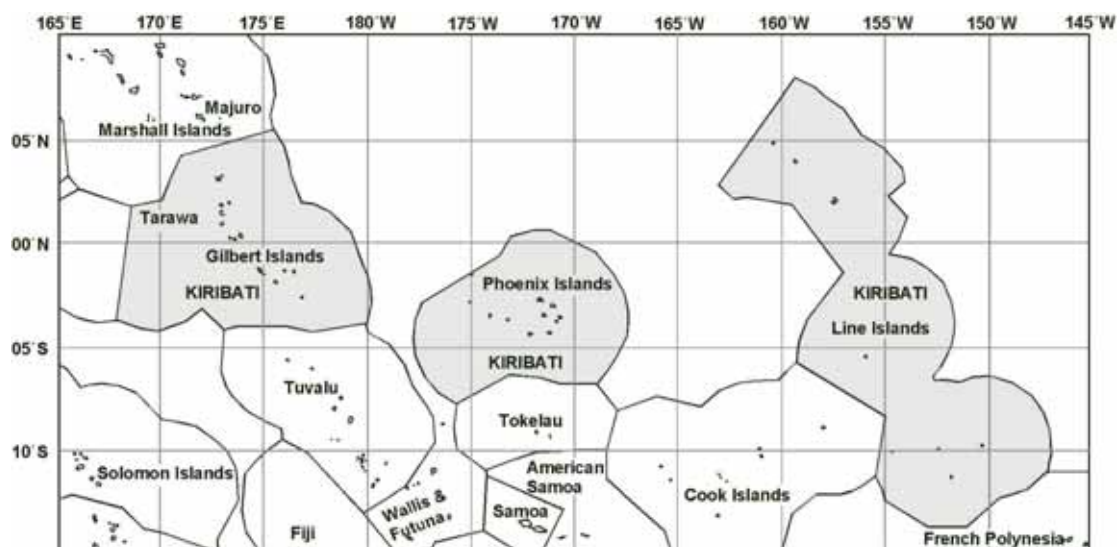 165°E 170°E 175°E 180°W 175°W 170°W 165°W 160°W 155°W 150°W 145°W
Majuro
Marshall Islands
05°N
Tarawa
00°N
Gilbert Islands
KIRIBATI
Phoenix Islands
KIRIBATI
KIRIBATI
Line Islands
05°S
Tuvalu
Tokelau
10°S
Solomon Islands
American
Samoa
Cook Islands
Wallis &
Futuna
Samoa
Fiji
French Polynesia